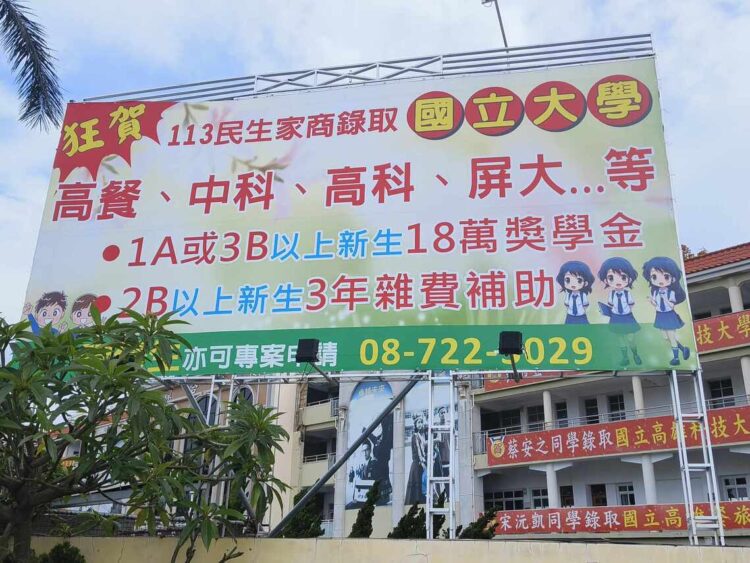 狂賀 113民生家商錄取 國立大學
高餐、中科、高科、屏大...等
●1A或3B以上新生18萬獎學金
●2B以上新生3年雜費補助
亦可專案申請 08-722- 029
技大學
蔡安之同學錄取國立高雄科技大
宋沅凱同學錄取國立高 餐旅